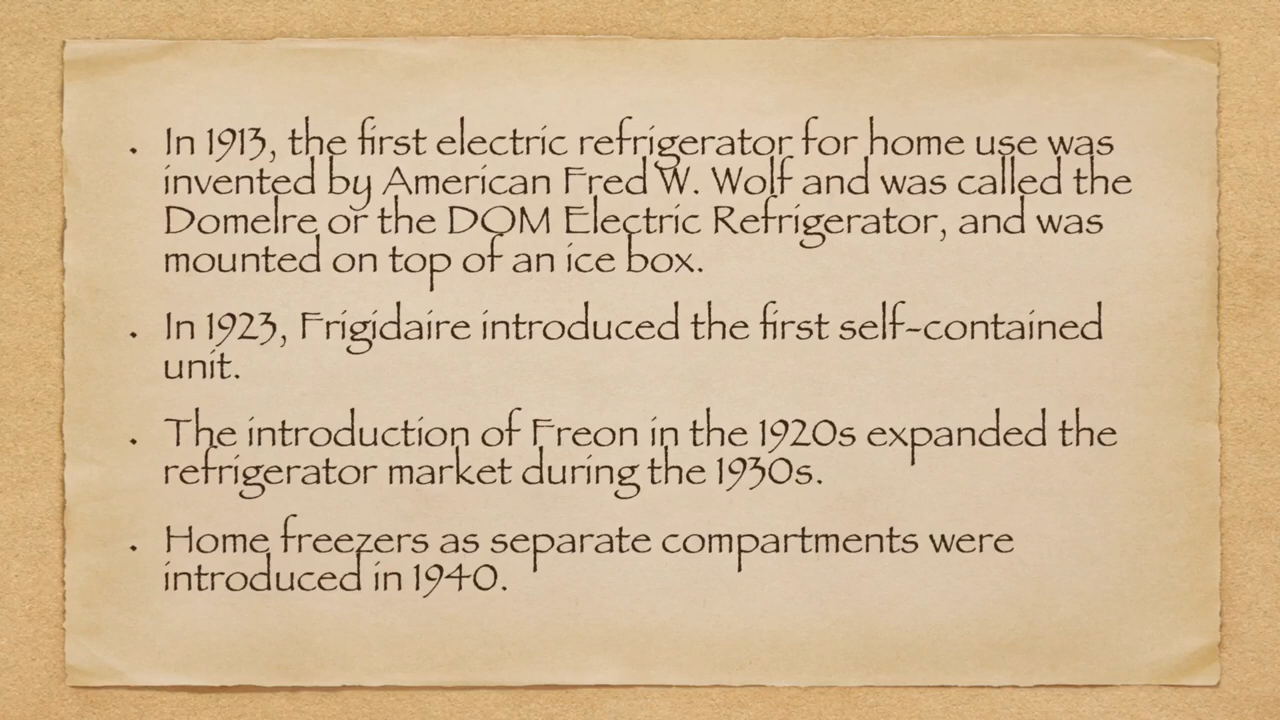 • In 1913, the first electric refrigerator for home use was
invented by American Fred W. Wolf and was called the
Domelre or the DOM Electric Refrigerator, and was
mounted on top of an ice box.
• In 1923, Frigidaire introduced the first self-contained
unit.
• The introduction of Freon in the 1920s expanded the
refrigerator market during the 1930s.
• Home freezers as separate compartments were
introduced in 1940.